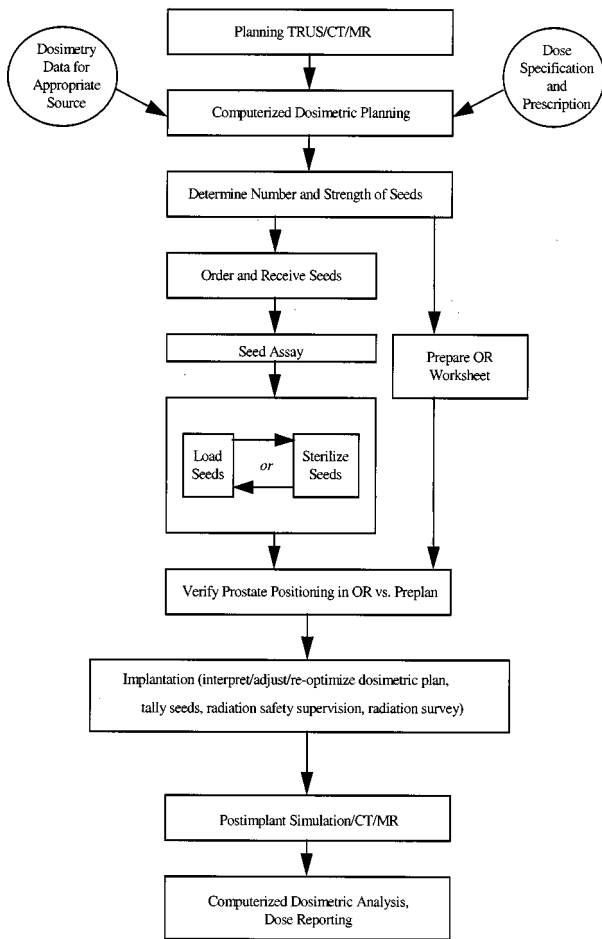 Planning TRUS/CT/MR
Dosimetry
Data for
Appropriate
Source
Dose
Specification
and
Prescription
Computerized Dosimetric Planning
Determine Number and Strength of Seeds
Order and Receive Seeds
Seed Assay
Prepare OR
Worksheet
Load
Seeds
or
Sterilize
Seeds
Verify Prostate Positioning in OR vs. Preplan
Implantation (interpret/adjust/re-optimize dosimetric plan,
tally seeds, radiation safety supervision, radiation survey)
Postimplant Simulation/CT/MR
Computerized Dosimetric Analysis,
Dose Reporting